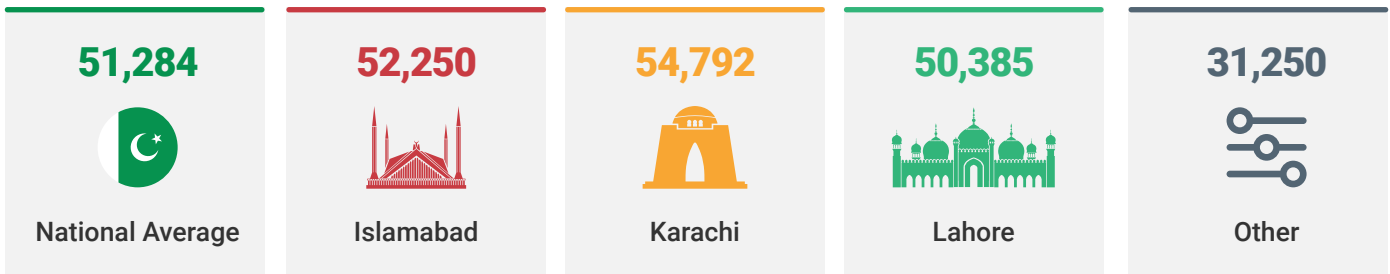 51,284
National Average
52,250
Islamabad
54,792
Karachi
50,385
Lahore
31,250
Other